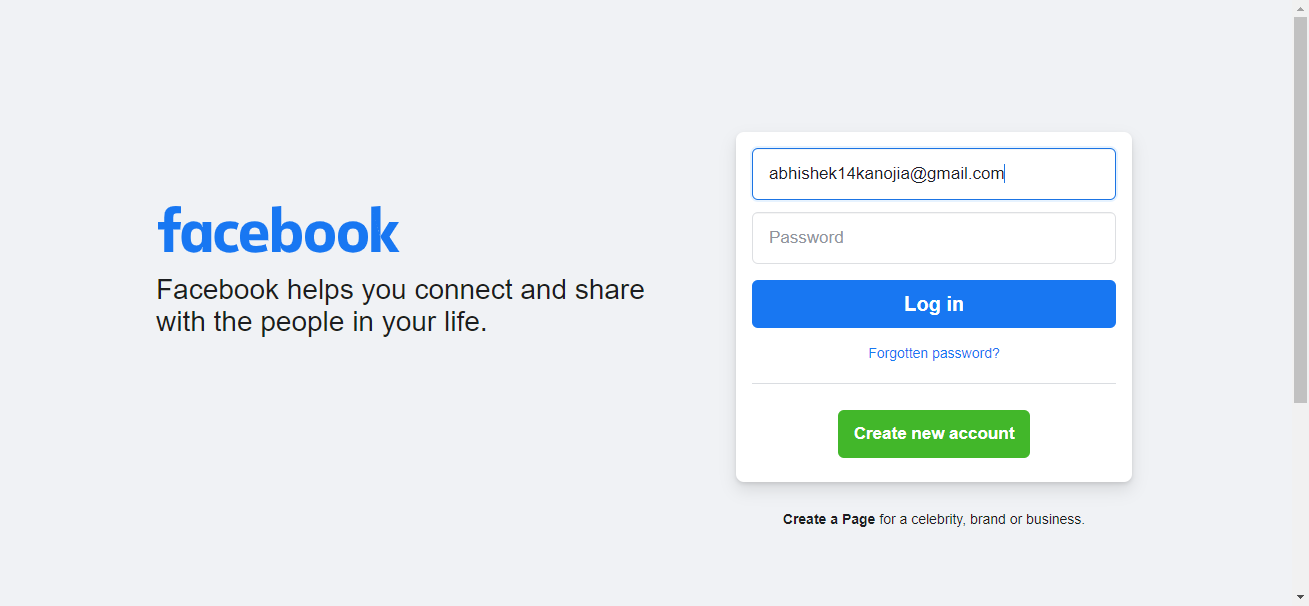 facebook
Facebook helps you connect and share
with the people in your life.
abhishek14kanojia@gmail.com
Password
Log in
Forgotten password?
Create new account
Create a Page for a celebrity, brand or business.